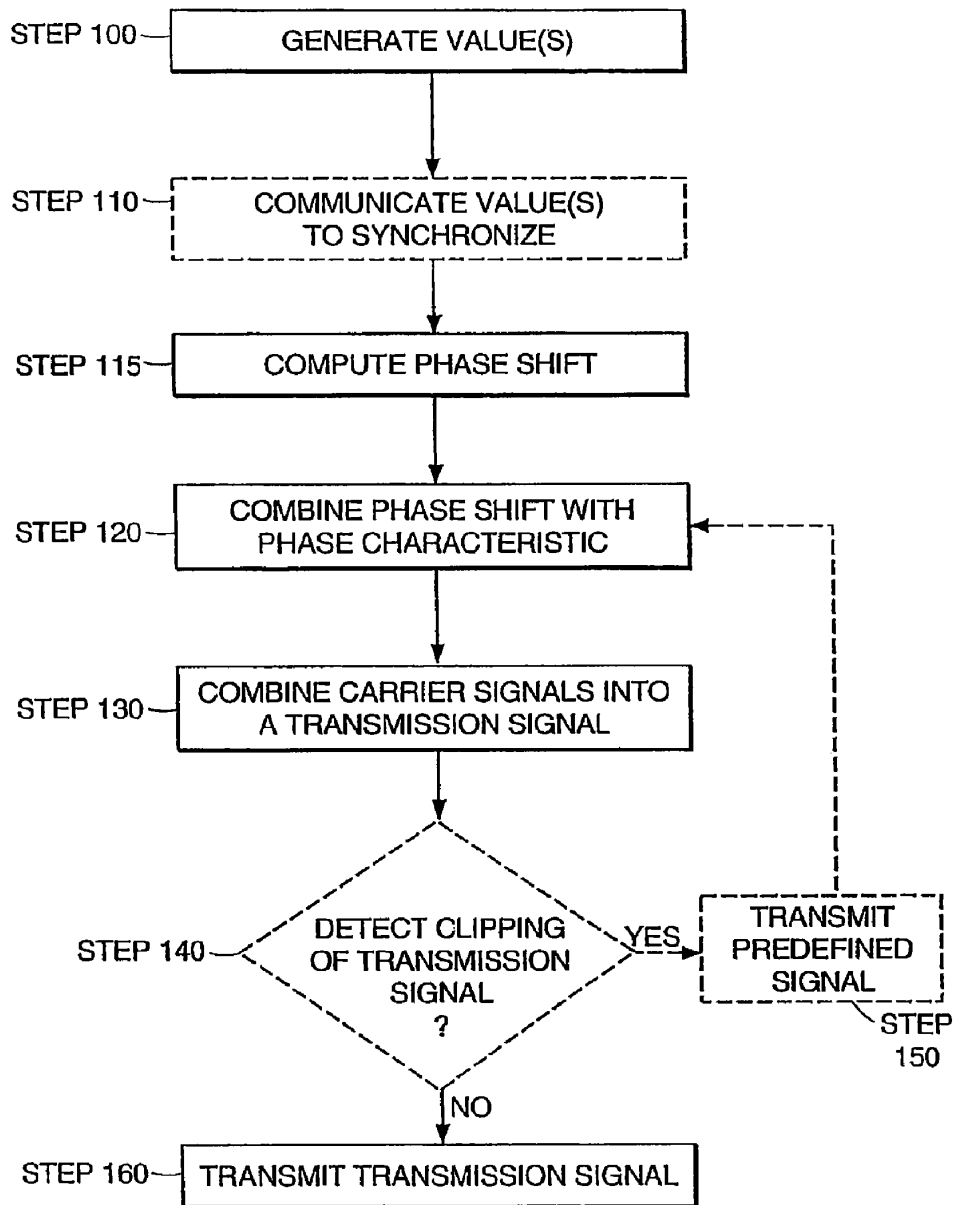 STEP 100
GENERATE VALUE(S)
STEP 110
COMMUNICATE VALUE(S)
TO SYNCHRONIZE
STEP 115
COMPUTE PHASE SHIFT
STEP 120
COMBINE PHASE SHIFT WITH
PHASE CHARACTERISTIC
STEP 130
COMBINE CARRIER SIGNALS INTO
A TRANSMISSION SIGNAL
STEP 140
DETECT CLIPPING
OF TRANSMISSION
SIGNAL
?
YES
TRANSMIT
PREDEFINED
SIGNAL
STEP
150
NO
STEP 160
TRANSMIT TRANSMISSION SIGNAL